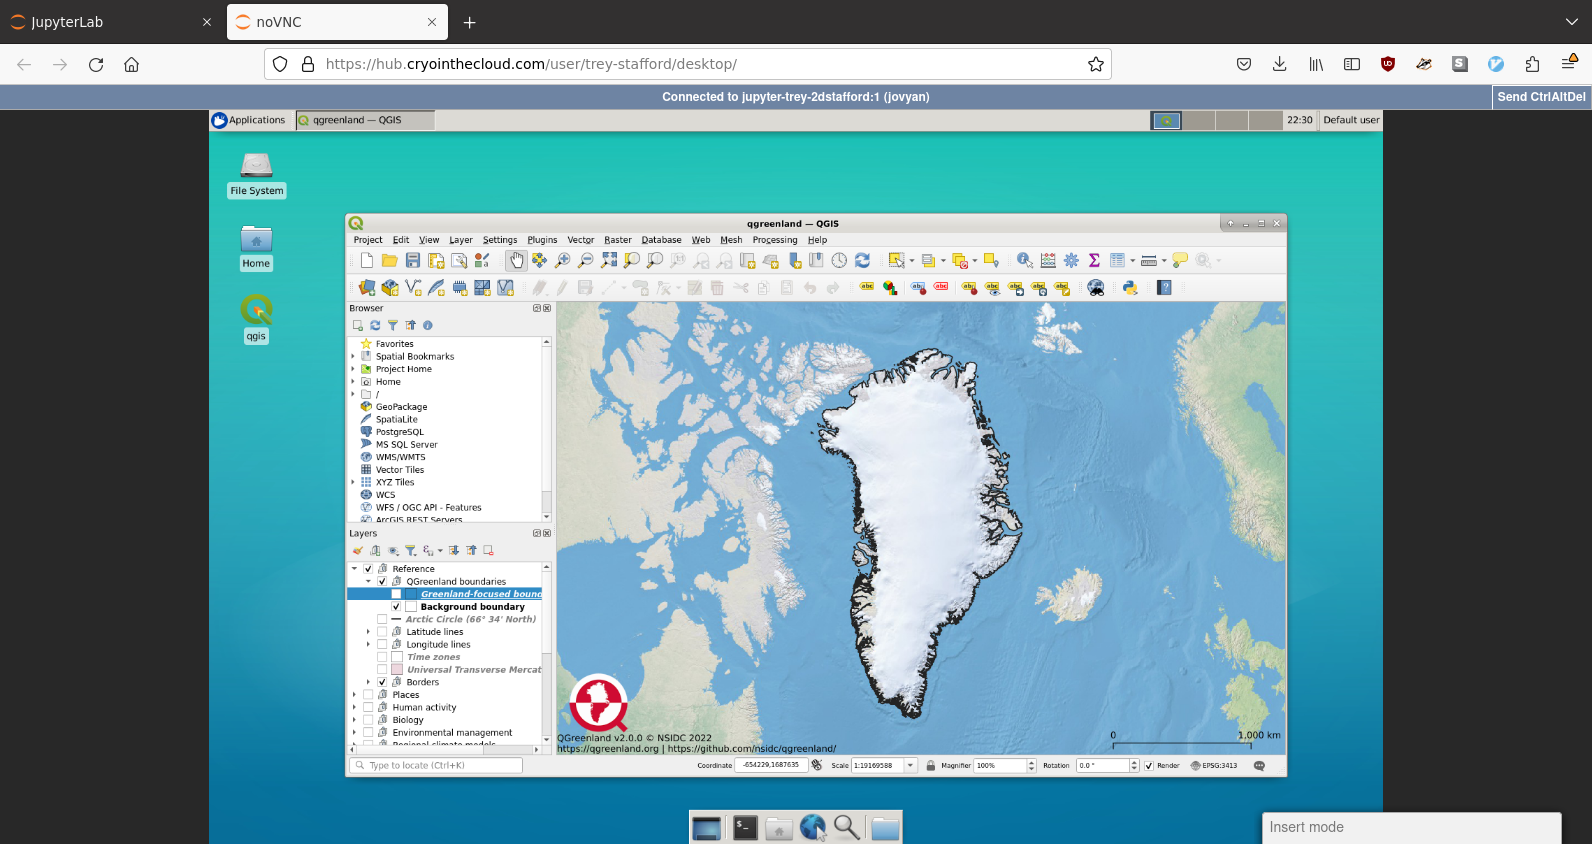 JupyterLab
noVNC
https://hub.cryointhecloud.com/user/trey-stafford/desktop/
Connected to jupyter-trey-2dstafford:1 (jovyan)
Send CtrlAltDel
Applications
qgreenland — QGIS
22:30
Default user
File System
Home
qgis
qgreenland — QGIS
Project Edit View Layer Settings Plugins Vector Raster Database Web Mesh Processing Help
Browser
Favorites
Spatial Bookmarks
Project Home
Home
/
GeoPackage
SpatiaLite
PostgreSQL
MS SQL Server
WMS/WMTS
Vector Tiles
XYZ Tiles
WCS
WFS / OGC API - Features
ArcGIS REST Servers
Layers
Reference
QGreenland boundaries
Greenland-focused bound
Background boundary
Arctic Circle (66° 34' North)
Latitude lines
Longitude lines
Time zones
Universal Transverse Mercat
Borders
Places
Human activity
Biology
Environmental management
Regional climate models
QGreenland v2.0.0 © NSIDC 2022
https://qgreenland.org | https://github.com/nsidc/qgreenland/
0 1,000 km
Type to locate (Ctrl+K)
Coordinate -654229,1687635 Scale 1:19169588 Magnifier 100% Rotation 0.0 ° Render EPSG:3413
Insert mode